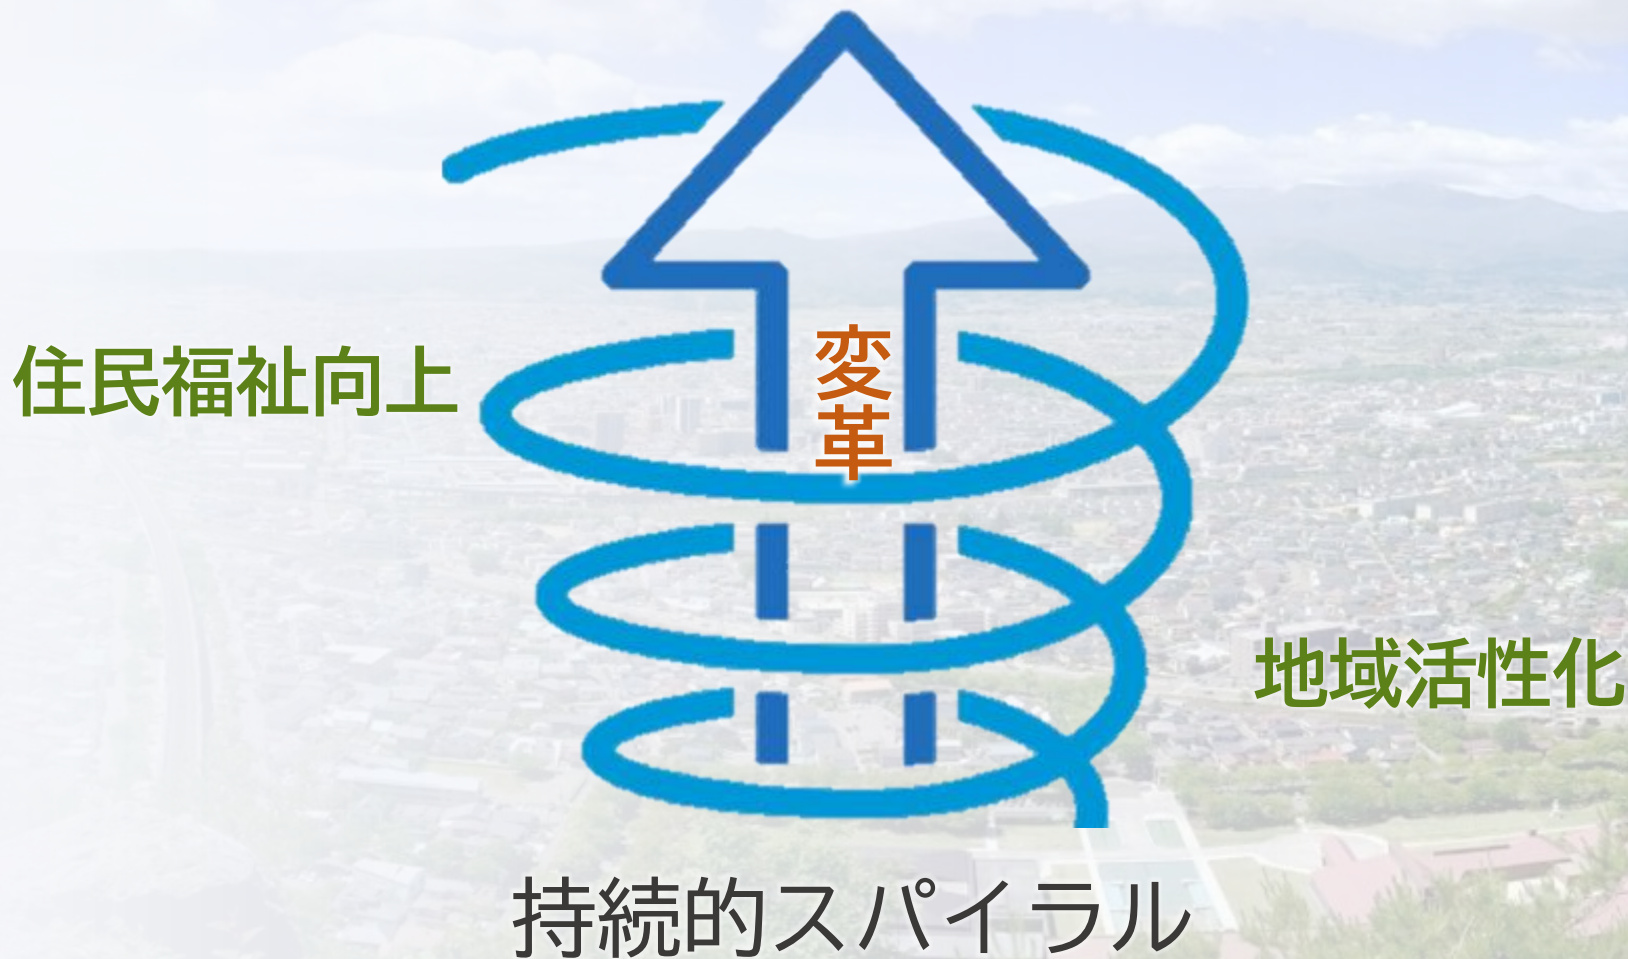 変革
住民福祉向上
地域活性化
持続的スパイラル